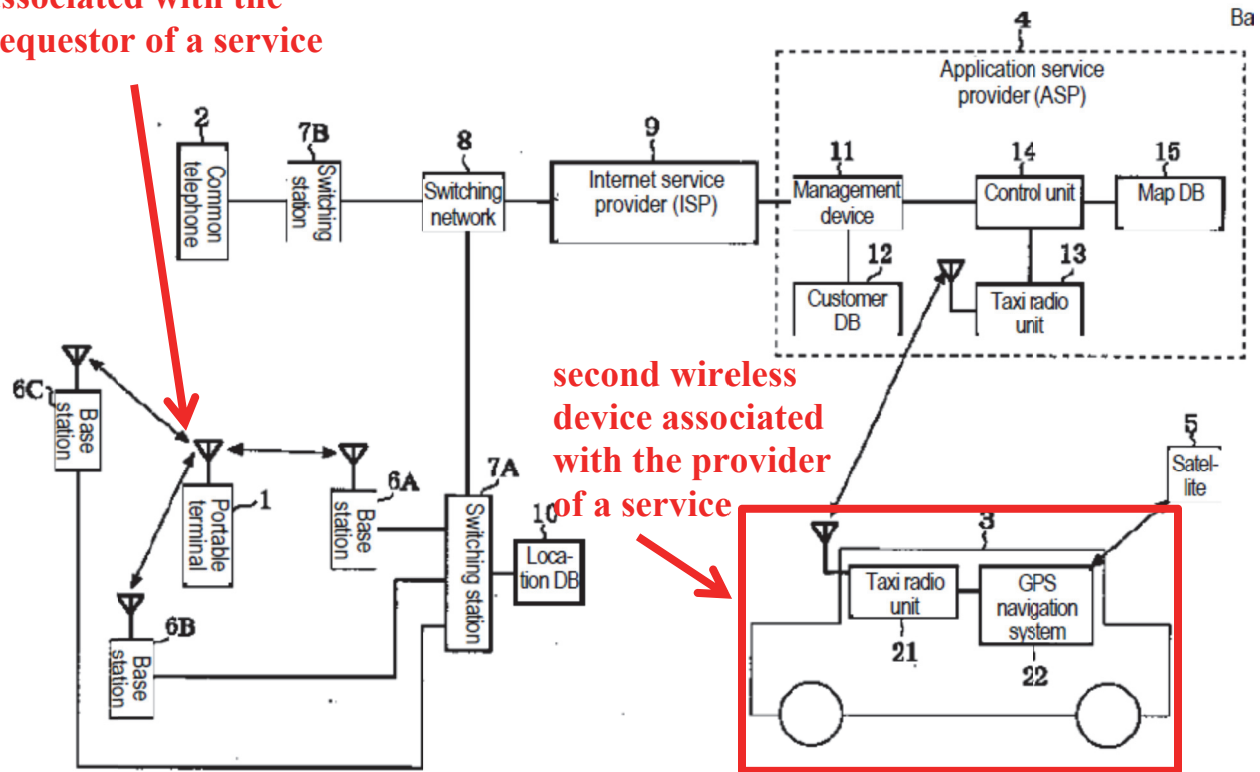 associated with the
requestor of a service
4
Ba
Application service
provider (ASP)
2
Common
telephone
7B
Switching
station
8
Switching
network
9
Internet service
provider (ISP)
11
Management
device
14
Control unit
15
Map DB
12
Customer
DB
13
Taxi radio
unit
6C
Base
station
1
Portable
terminal
6A
Base
station
7A
Switching station
10
Loca-
tion DB
6B
Base
station
second wireless
device associated
with the provider
of a service
5
Satel-
lite
3
Taxi radio
unit
21
GPS
navigation
system
22